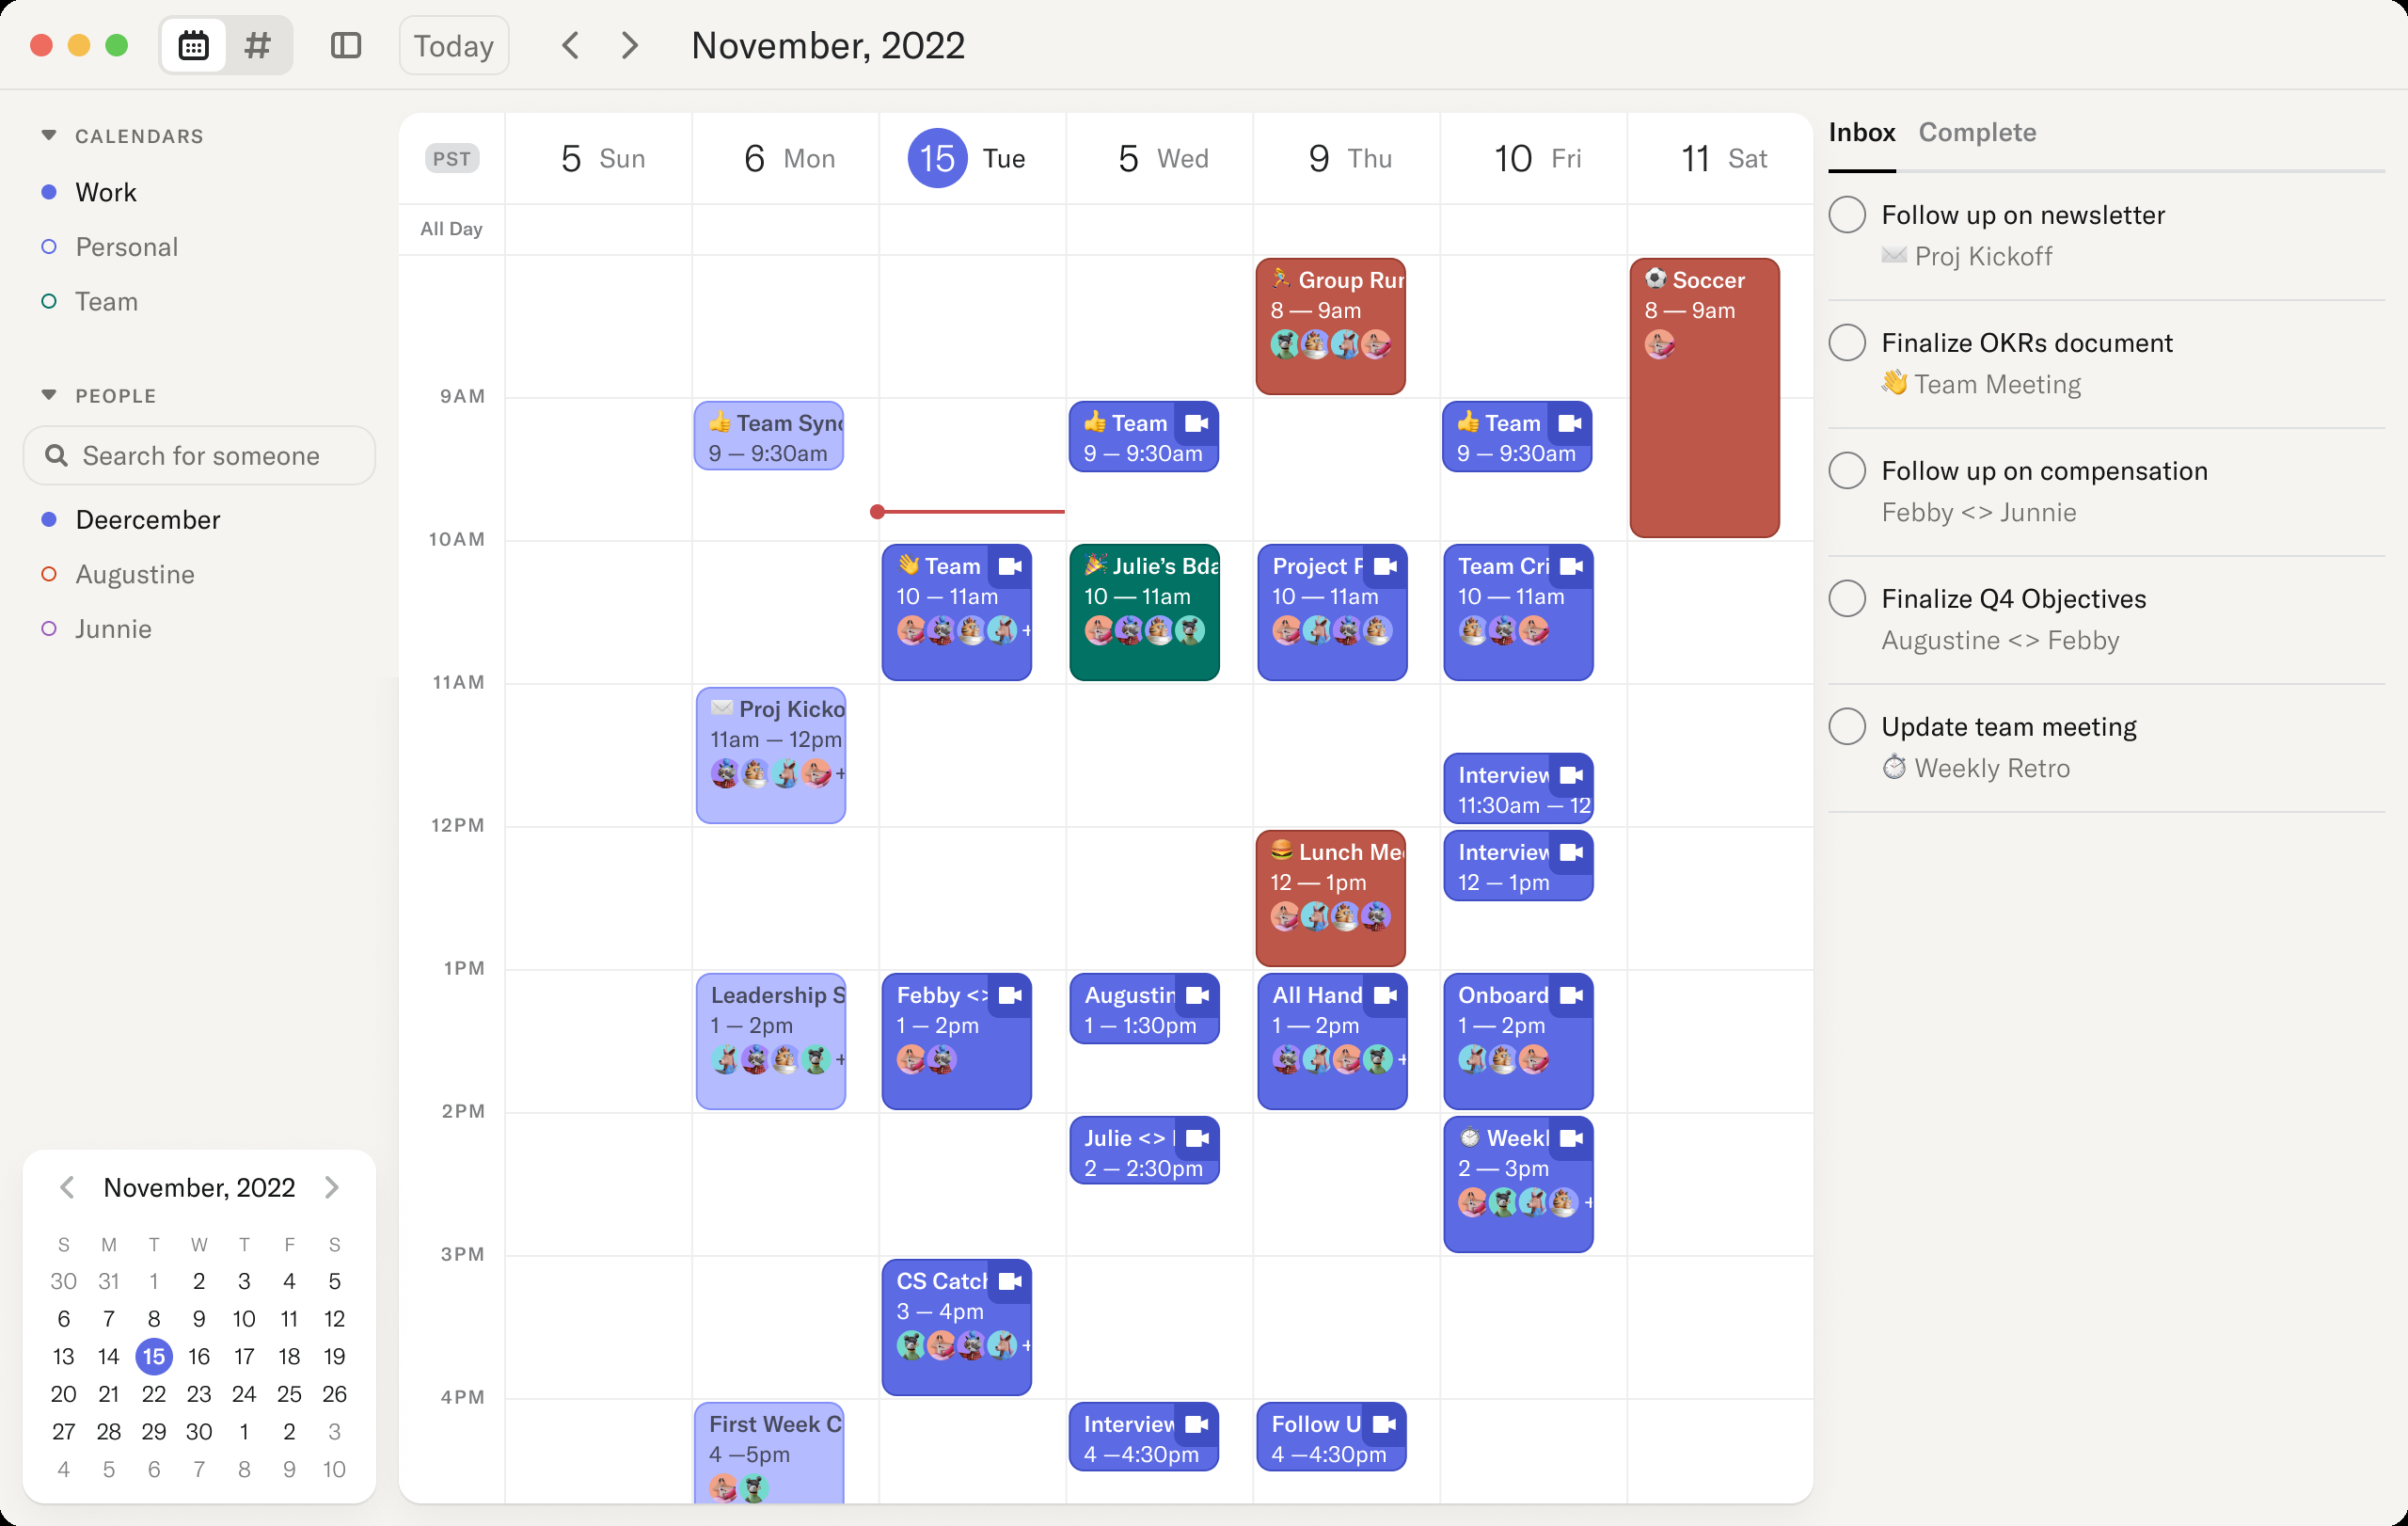 Today
November, 2022
CALENDARS
Work
Personal
Team
PEOPLE
Search for someone
Deercember
Augustine
Junnie
November, 2022
S M T W T F S
30 31 1 2 3 4 5
6 7 8 9 10 11 12
13 14 15 16 17 18 19
20 21 22 23 24 25 26
27 28 29 30 1 2 3
4 5 6 7 8 9 10
PST
5 Sun
6 Mon
15 Tue
5 Wed
9 Thu
10 Fri
11 Sat
All Day
9AM
10AM
11AM
12PM
1PM
2PM
3PM
4PM
Team Sync
9 — 9:30am
Proj Kicko
11am — 12pm
+
Leadership S
1 — 2pm
+
First Week C
4 —5pm
Team
10 — 11am
+
Febby <>
1 — 2pm
CS Catch
3 — 4pm
+
Team
9 — 9:30am
Julie’s Bda
10 — 11am
Augustin
1 — 1:30pm
Julie <>
2 — 2:30pm
Interview
4 —4:30pm
Group Run
8 — 9am
Project
10 — 11am
Lunch Mee
12 — 1pm
All Hand
1 — 2pm
+
Follow U
4 —4:30pm
Team
9 — 9:30am
Team Cri
10 — 11am
Interview
11:30am — 12
Interview
12 — 1pm
Onboard
1 — 2pm
Weekl
2 — 3pm
+
Soccer
8 — 9am
Inbox Complete
Follow up on newsletter
Proj Kickoff
Finalize OKRs document
Team Meeting
Follow up on compensation
Febby <> Junnie
Finalize Q4 Objectives
Augustine <> Febby
Update team meeting
Weekly Retro